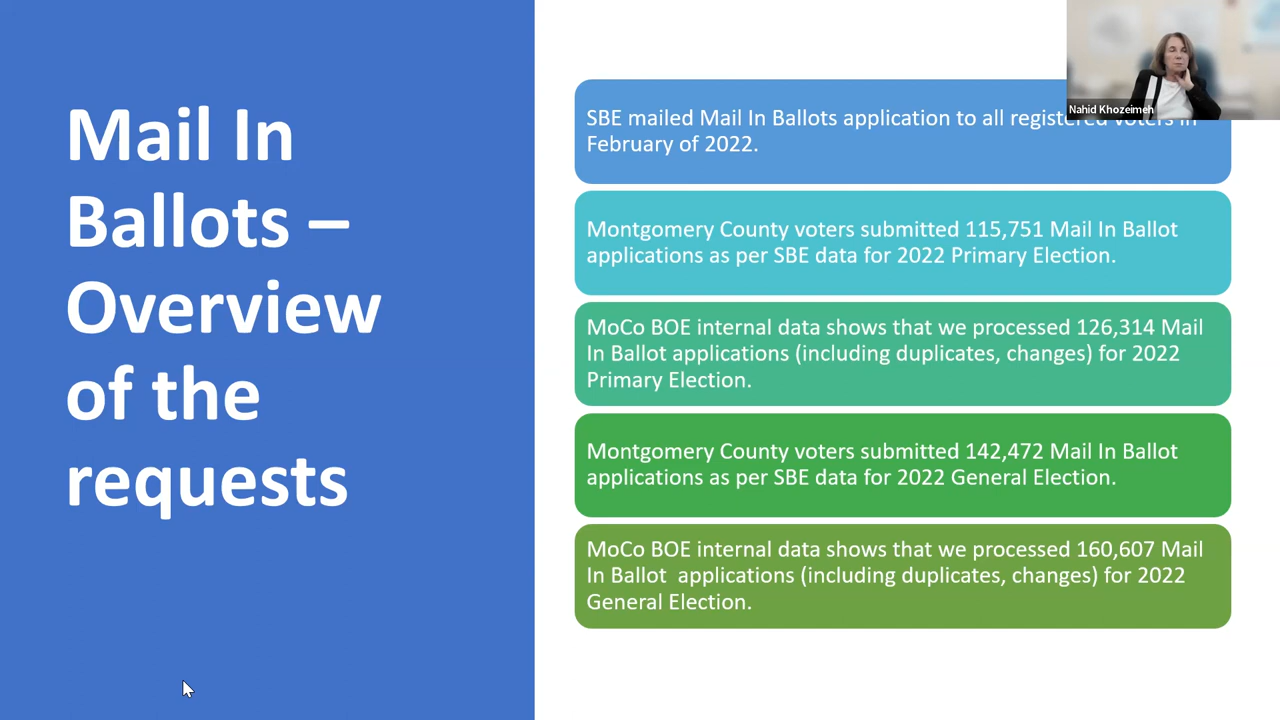 Mail In
Ballots –
Overview
of the
requests
SBE mailed Mail In Ballots application to all registered voters in
February of 2022.
Montgomery County voters submitted 115,751 Mail In Ballot
applications as per SBE data for 2022 Primary Election.
MoCo BOE internal data shows that we processed 126,314 Mail
In Ballot applications (including duplicates, changes) for 2022
Primary Election.
Montgomery County voters submitted 142,472 Mail In Ballot
applications as per SBE data for 2022 General Election.
MoCo BOE internal data shows that we processed 160,607 Mail
In Ballot  applications (including duplicates, changes) for 2022
General Election.
Nahid Khozeimeh